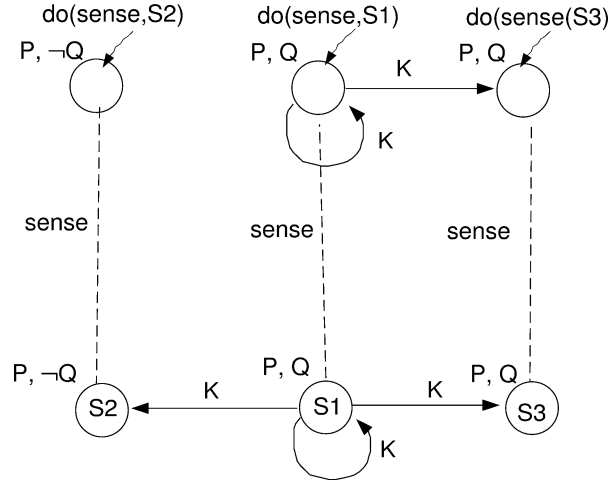 do(sense,S2)
do(sense,S1)
do(sense(S3)
P, ¬Q
P, Q
P, Q
K
K
sense
sense
sense
P, ¬Q
P, Q
P, Q
K
K
S2
S1
S3
K